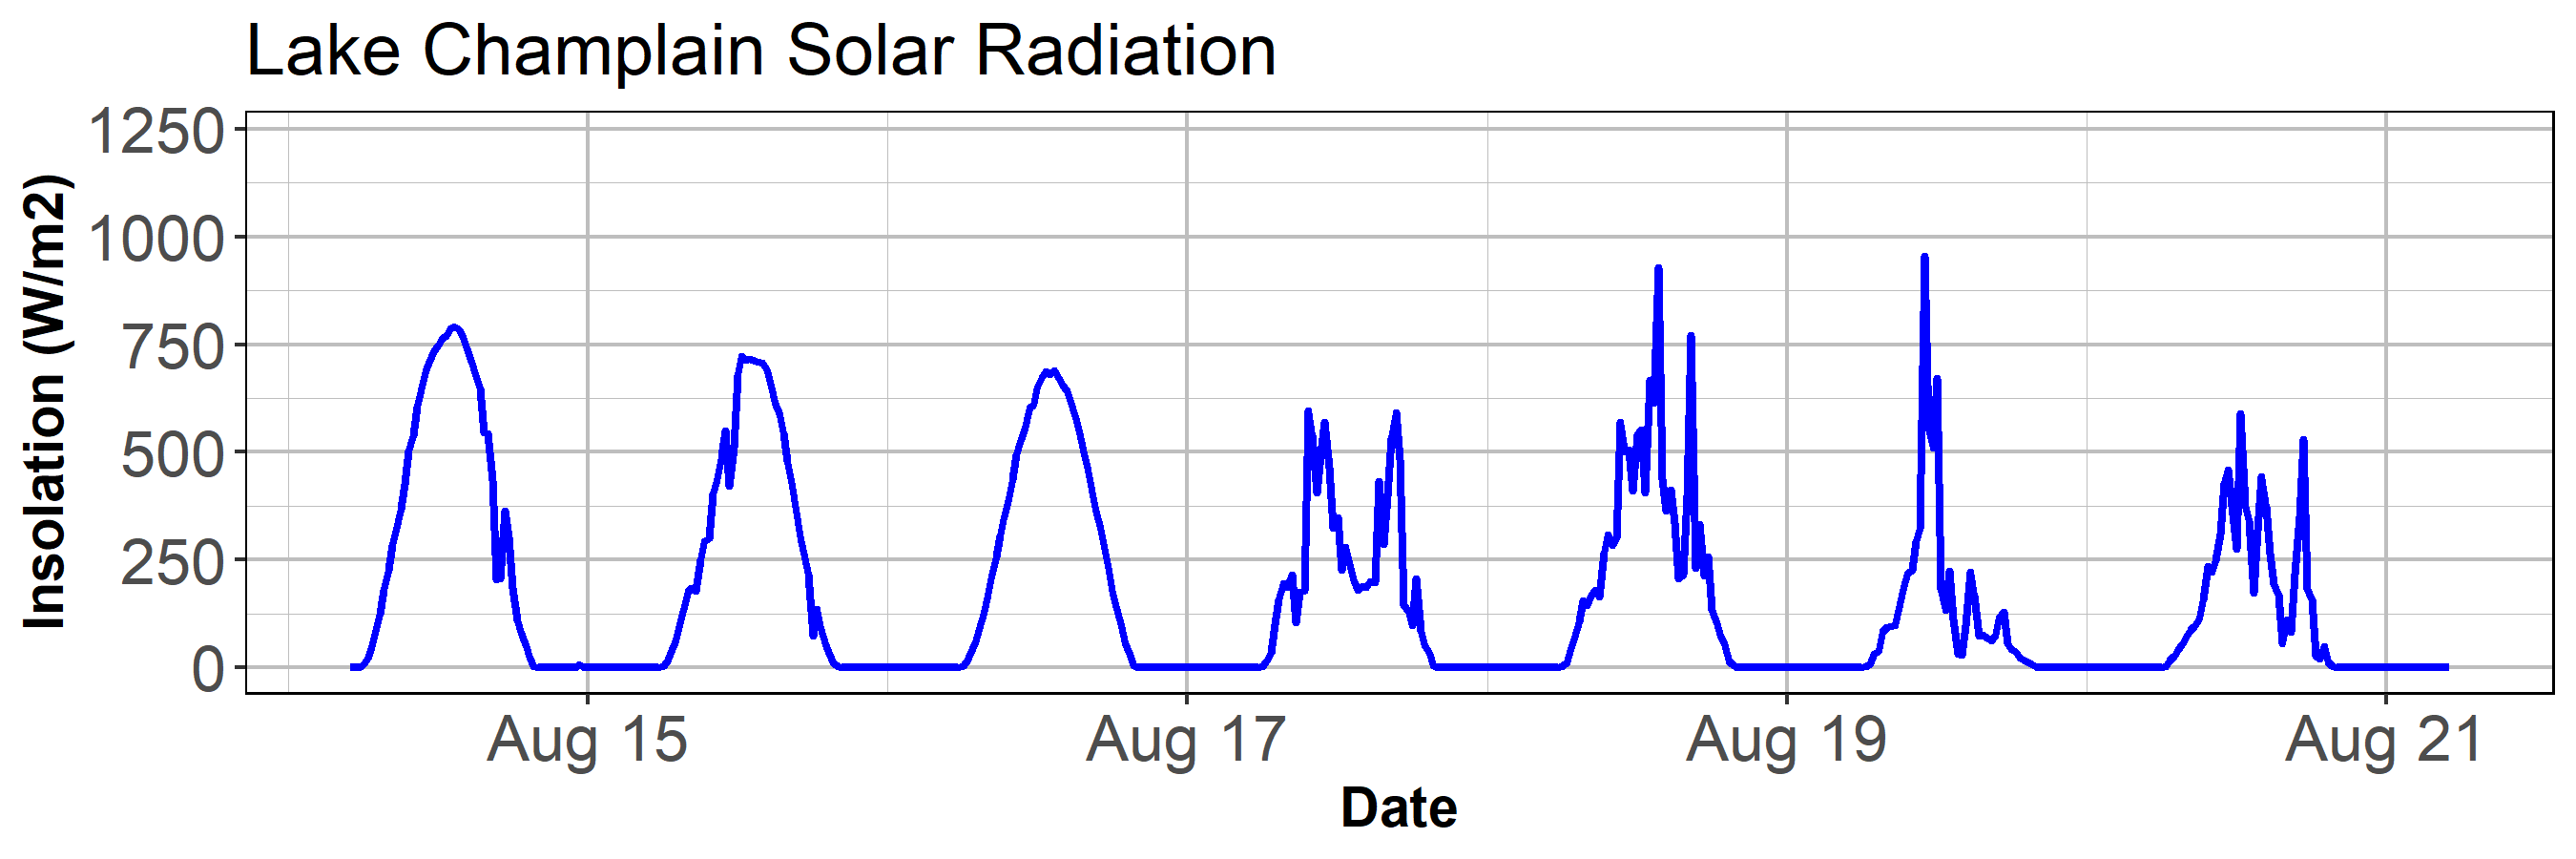 Lake Champlain Solar Radiation
Insolation (W/m2)
1250
1000
750
500
250
0
Aug 15 Aug 17 Aug 19 Aug 21
Date